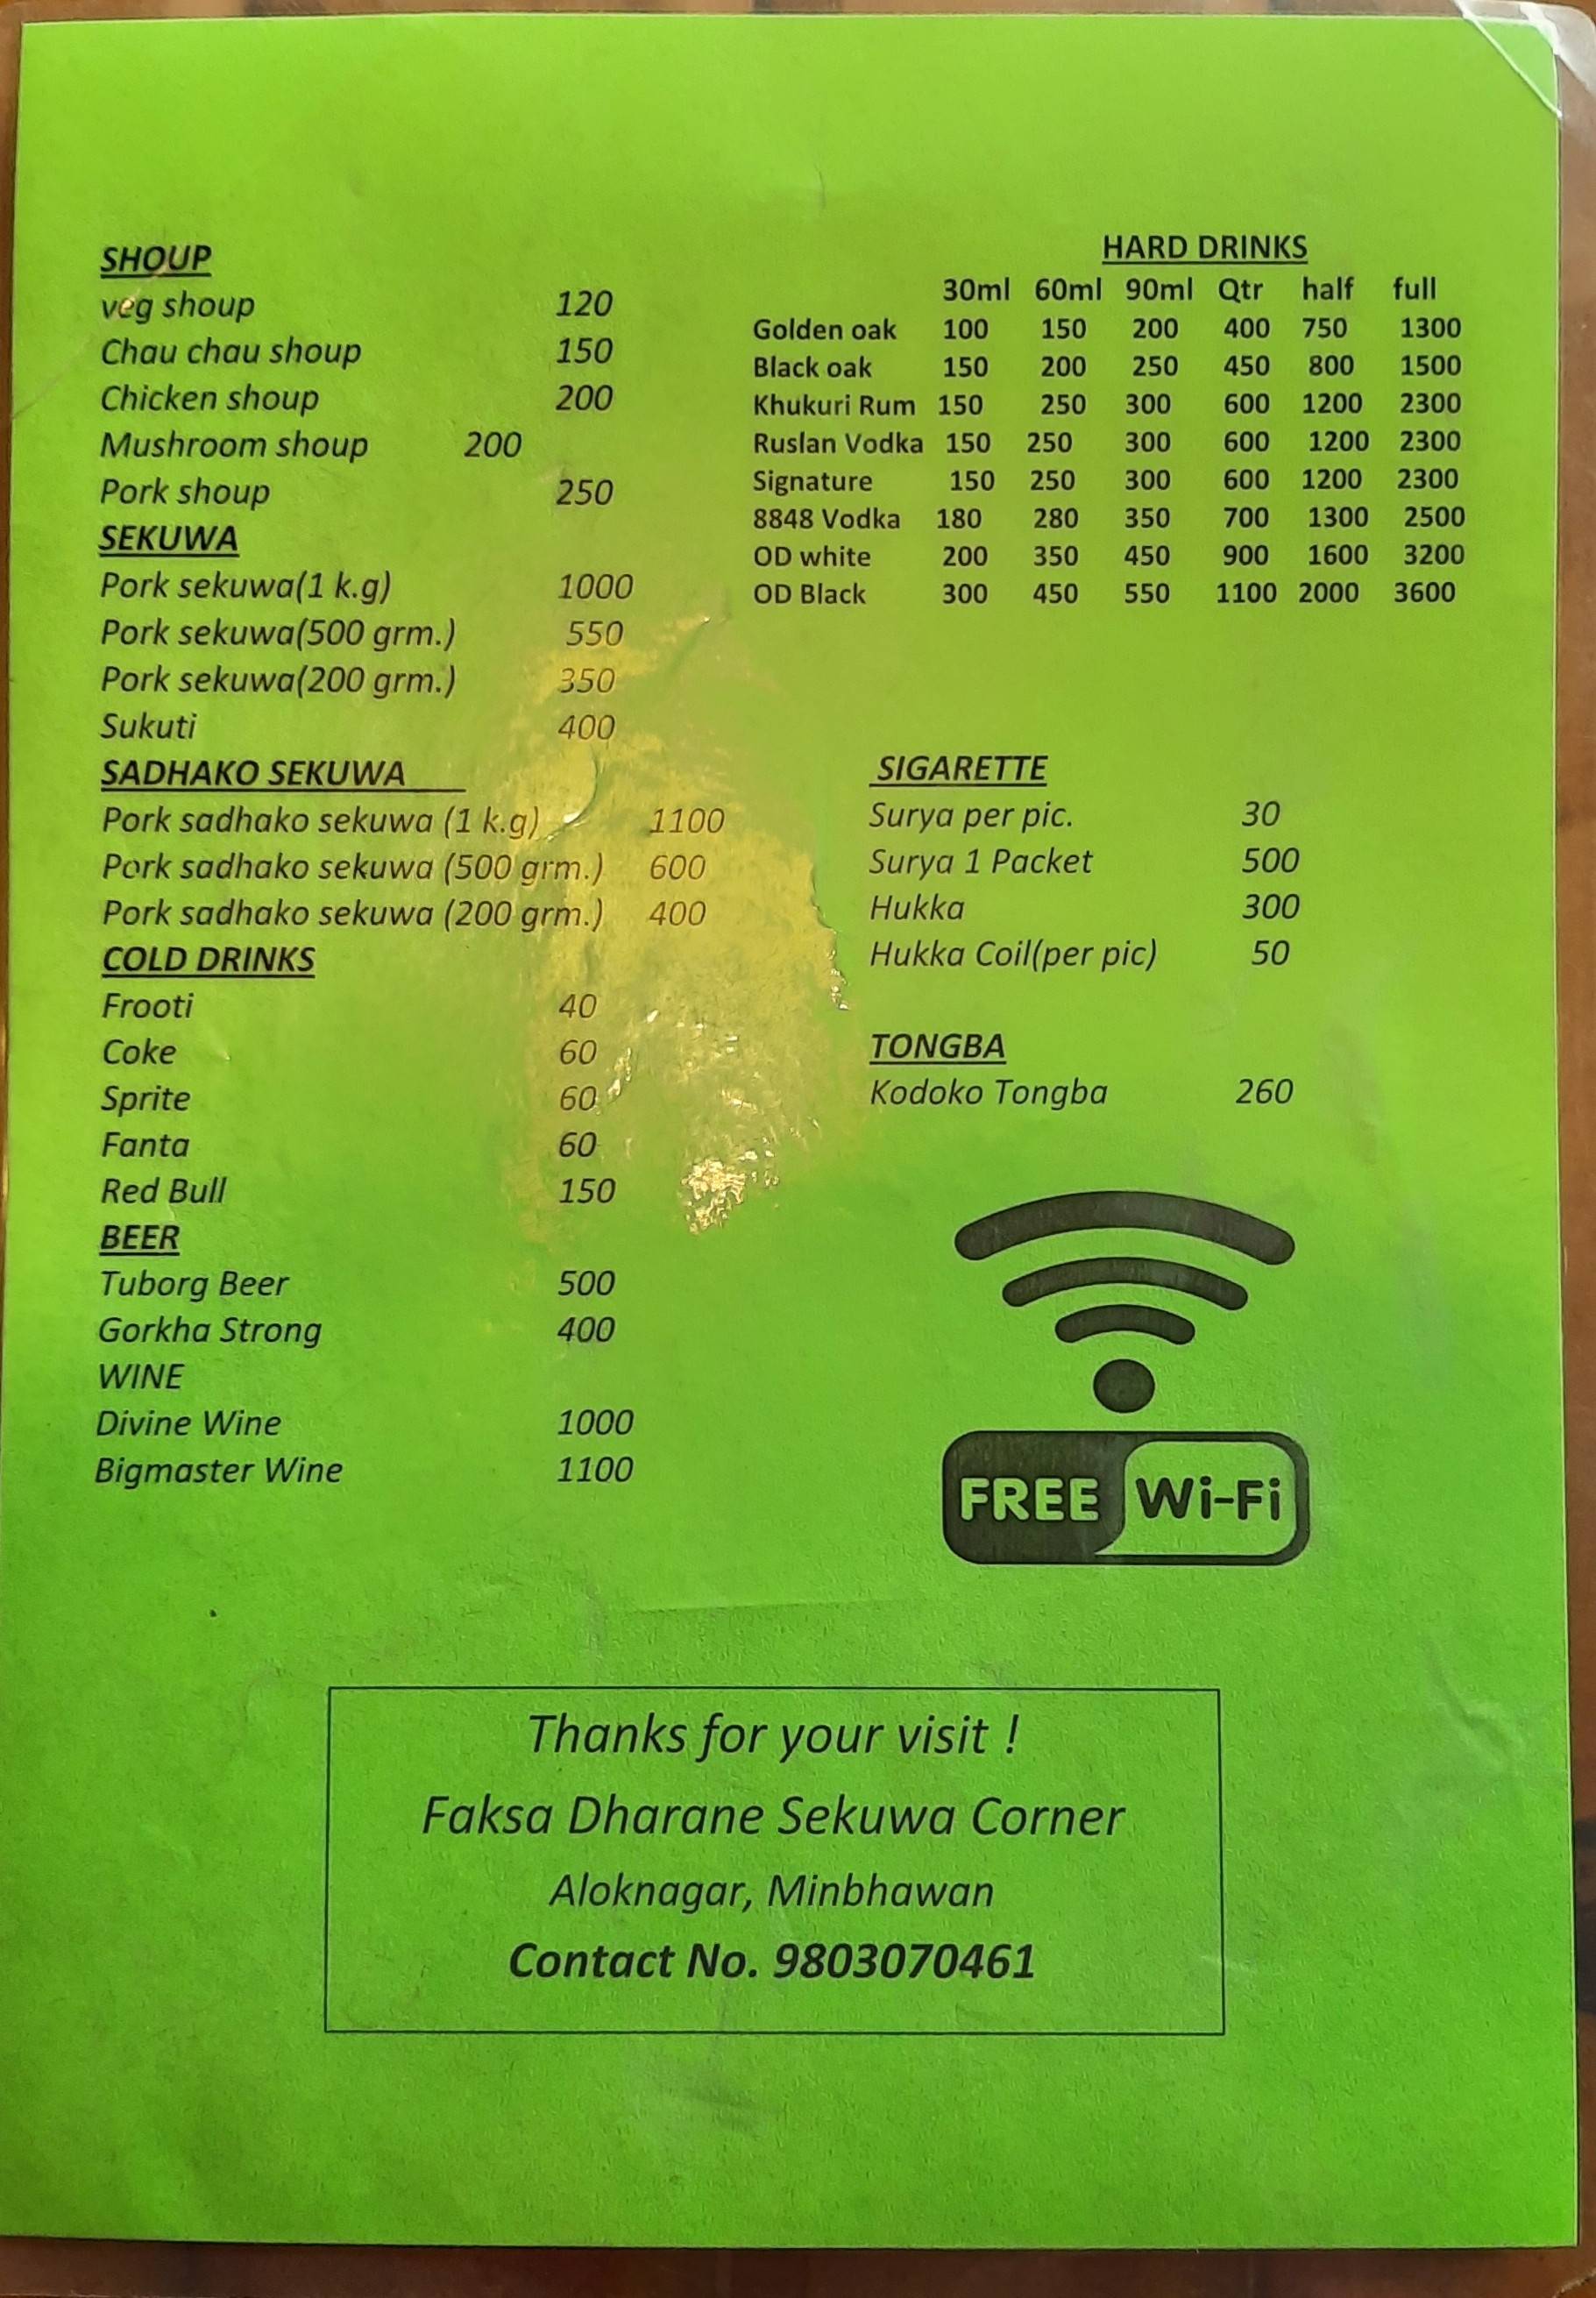 SHOUP
veg shoup 120
Chau chau shoup 150
Chicken shoup 200
Mushroom shoup 200
Pork shoup 250
SEKUWA
Pork sekuwa(1 k.g) 1000
Pork sekuwa(500 grm.) 550
Pork sekuwa(200 grm.) 350
Sukuti 400
SADHAKO SEKUWA
Pork sadhako sekuwa (1 k.g) 1100
Pork sadhako sekuwa (500 grm.) 600
Pork sadhako sekuwa (200 grm.) 400
COLD DRINKS
Frooti 40
Coke 60
Sprite 60
Fanta 60
Red Bull 150
BEER
Tuborg Beer 500
Gorkha Strong 400
WINE
Divine Wine 1000
Bigmaster Wine 1100
HARD DRINKS
30ml 60ml 90ml Qtr half full
Golden oak 100 150 200 400 750 1300
Black oak 150 200 250 450 800 1500
Khukuri Rum 150 250 300 600 1200 2300
Ruslan Vodka 150 250 300 600 1200 2300
Signature 150 250 300 600 1200 2300
8848 Vodka 180 280 350 700 1300 2500
OD white 200 350 450 900 1600 3200
OD Black 300 450 550 1100 2000 3600
SIGARETTE
Surya per pic. 30
Surya 1 Packet 500
Hukka 300
Hukka Coil(per pic) 50
TONGBA
Kodoko Tongba 260
FREE Wi-Fi
Thanks for your visit !
Faksa Dharane Sekuwa Corner
Aloknagar, Minbhawan
Contact No. 9803070461